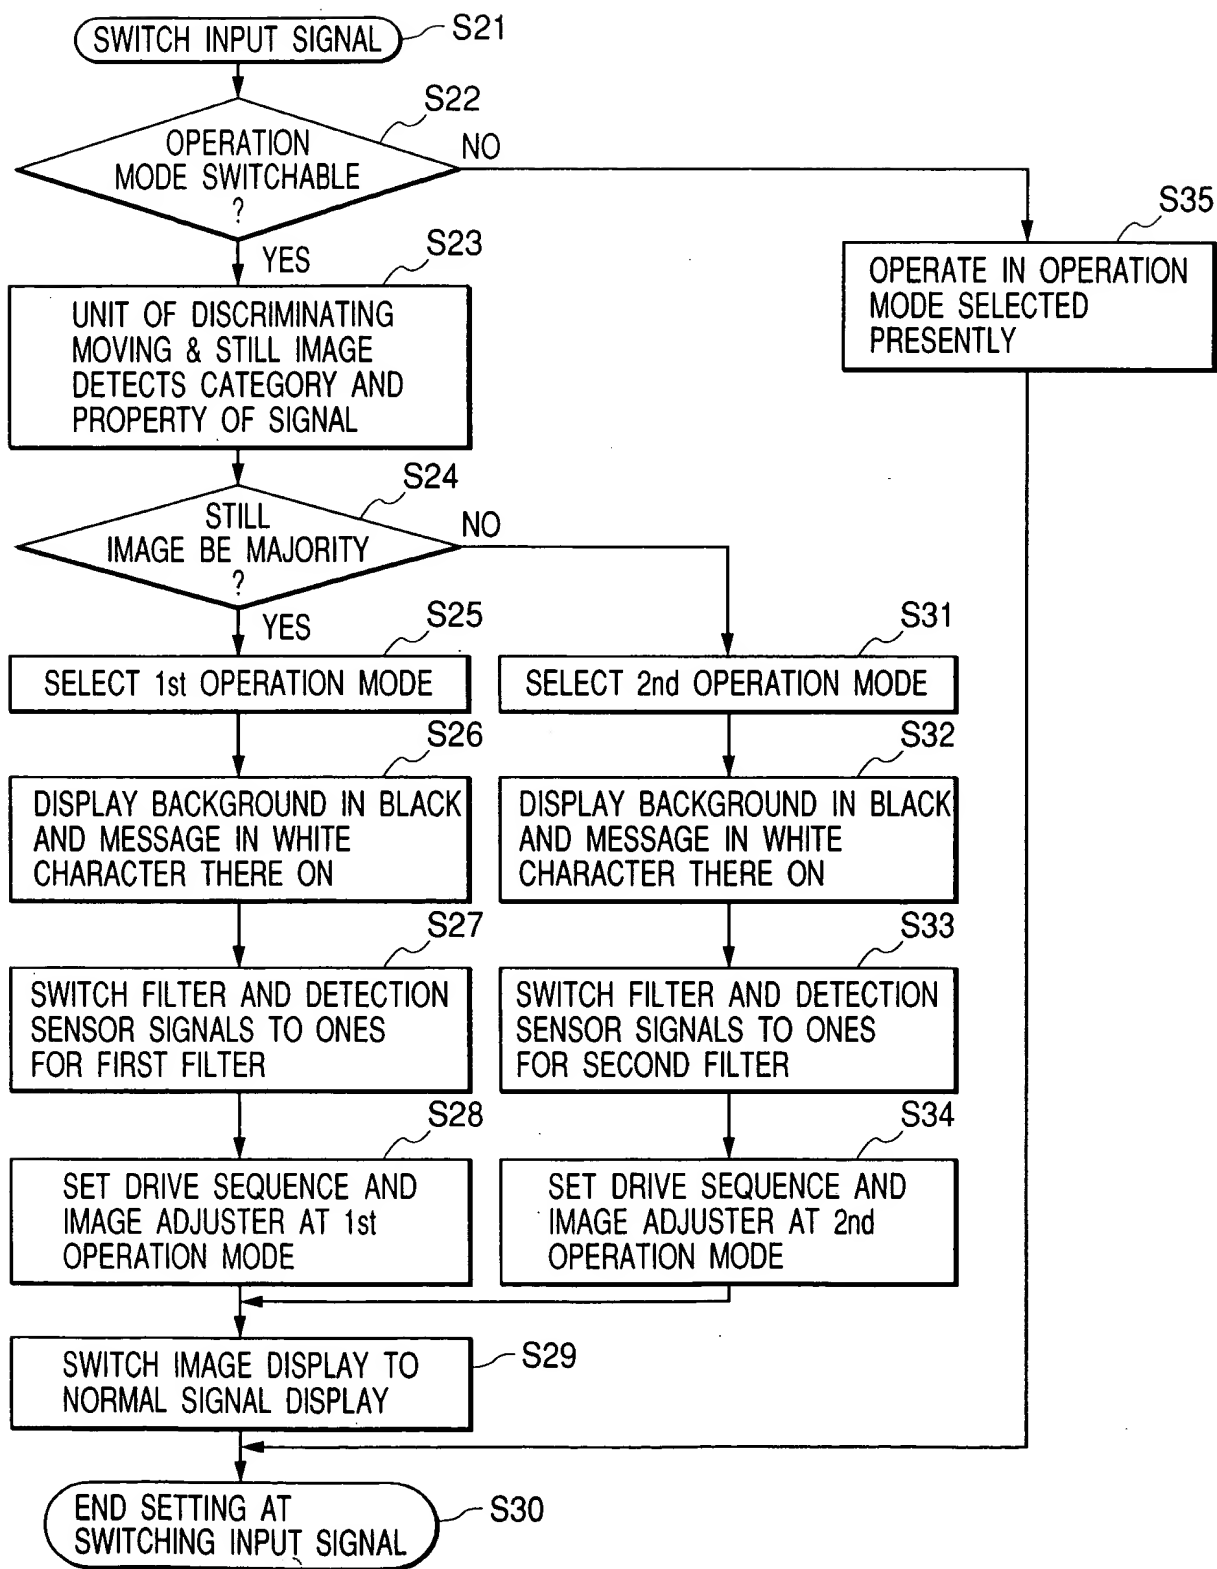 SWITCH INPUT SIGNAL
S21
S22
OPERATION
MODE SWITCHABLE
?
NO
YES
S35
OPERATE IN OPERATION
MODE SELECTED
PRESENTLY
S23
UNIT OF DISCRIMINATING
MOVING & STILL IMAGE
DETECTS CATEGORY AND
PROPERTY OF SIGNAL
S24
STILL
IMAGE BE MAJORITY
?
NO
YES
S25
SELECT 1st OPERATION MODE
S31
SELECT 2nd OPERATION MODE
S26
DISPLAY BACKGROUND IN BLACK
AND MESSAGE IN WHITE
CHARACTER THERE ON
S32
DISPLAY BACKGROUND IN BLACK
AND MESSAGE IN WHITE
CHARACTER THERE ON
S27
SWITCH FILTER AND DETECTION
SENSOR SIGNALS TO ONES
FOR FIRST FILTER
S33
SWITCH FILTER AND DETECTION
SENSOR SIGNALS TO ONES
FOR SECOND FILTER
S28
SET DRIVE SEQUENCE AND
IMAGE ADJUSTER AT 1st
OPERATION MODE
S34
SET DRIVE SEQUENCE AND
IMAGE ADJUSTER AT 2nd
OPERATION MODE
S29
SWITCH IMAGE DISPLAY TO
NORMAL SIGNAL DISPLAY
END SETTING AT
SWITCHING INPUT SIGNAL
S30